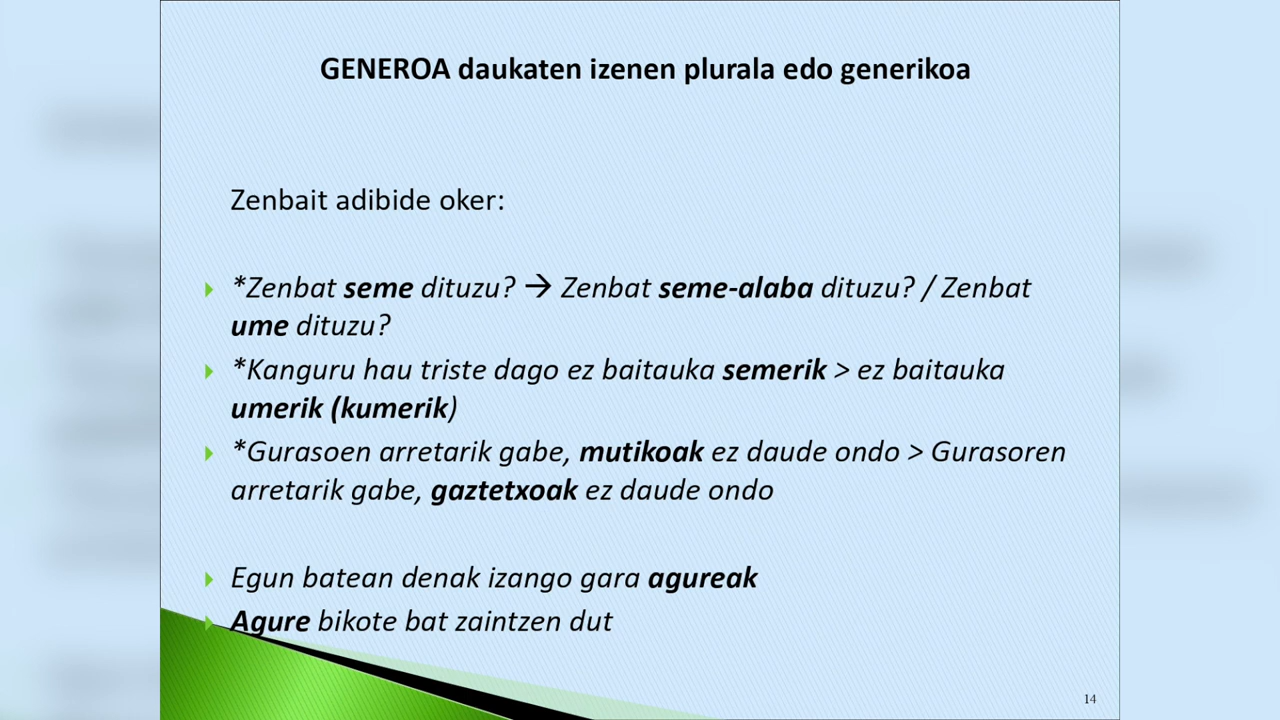 GENEROA daukaten izenen plurala edo generikoa
Zenbait adibide oker:
*Zenbat seme dituzu? → Zenbat seme-alaba dituzu? / Zenbat
ume dituzu?
*Kanguru hau triste dago ez baitauka semerik > ez baitauka
umerik (kumerik)
*Gurasoen arretarik gabe, mutikoak ez daude ondo > Gurasoren
arretarik gabe, gaztetxoak ez daude ondo
Egun batean denak izango gara agureak
Agure bikote bat zaintzen dut
14